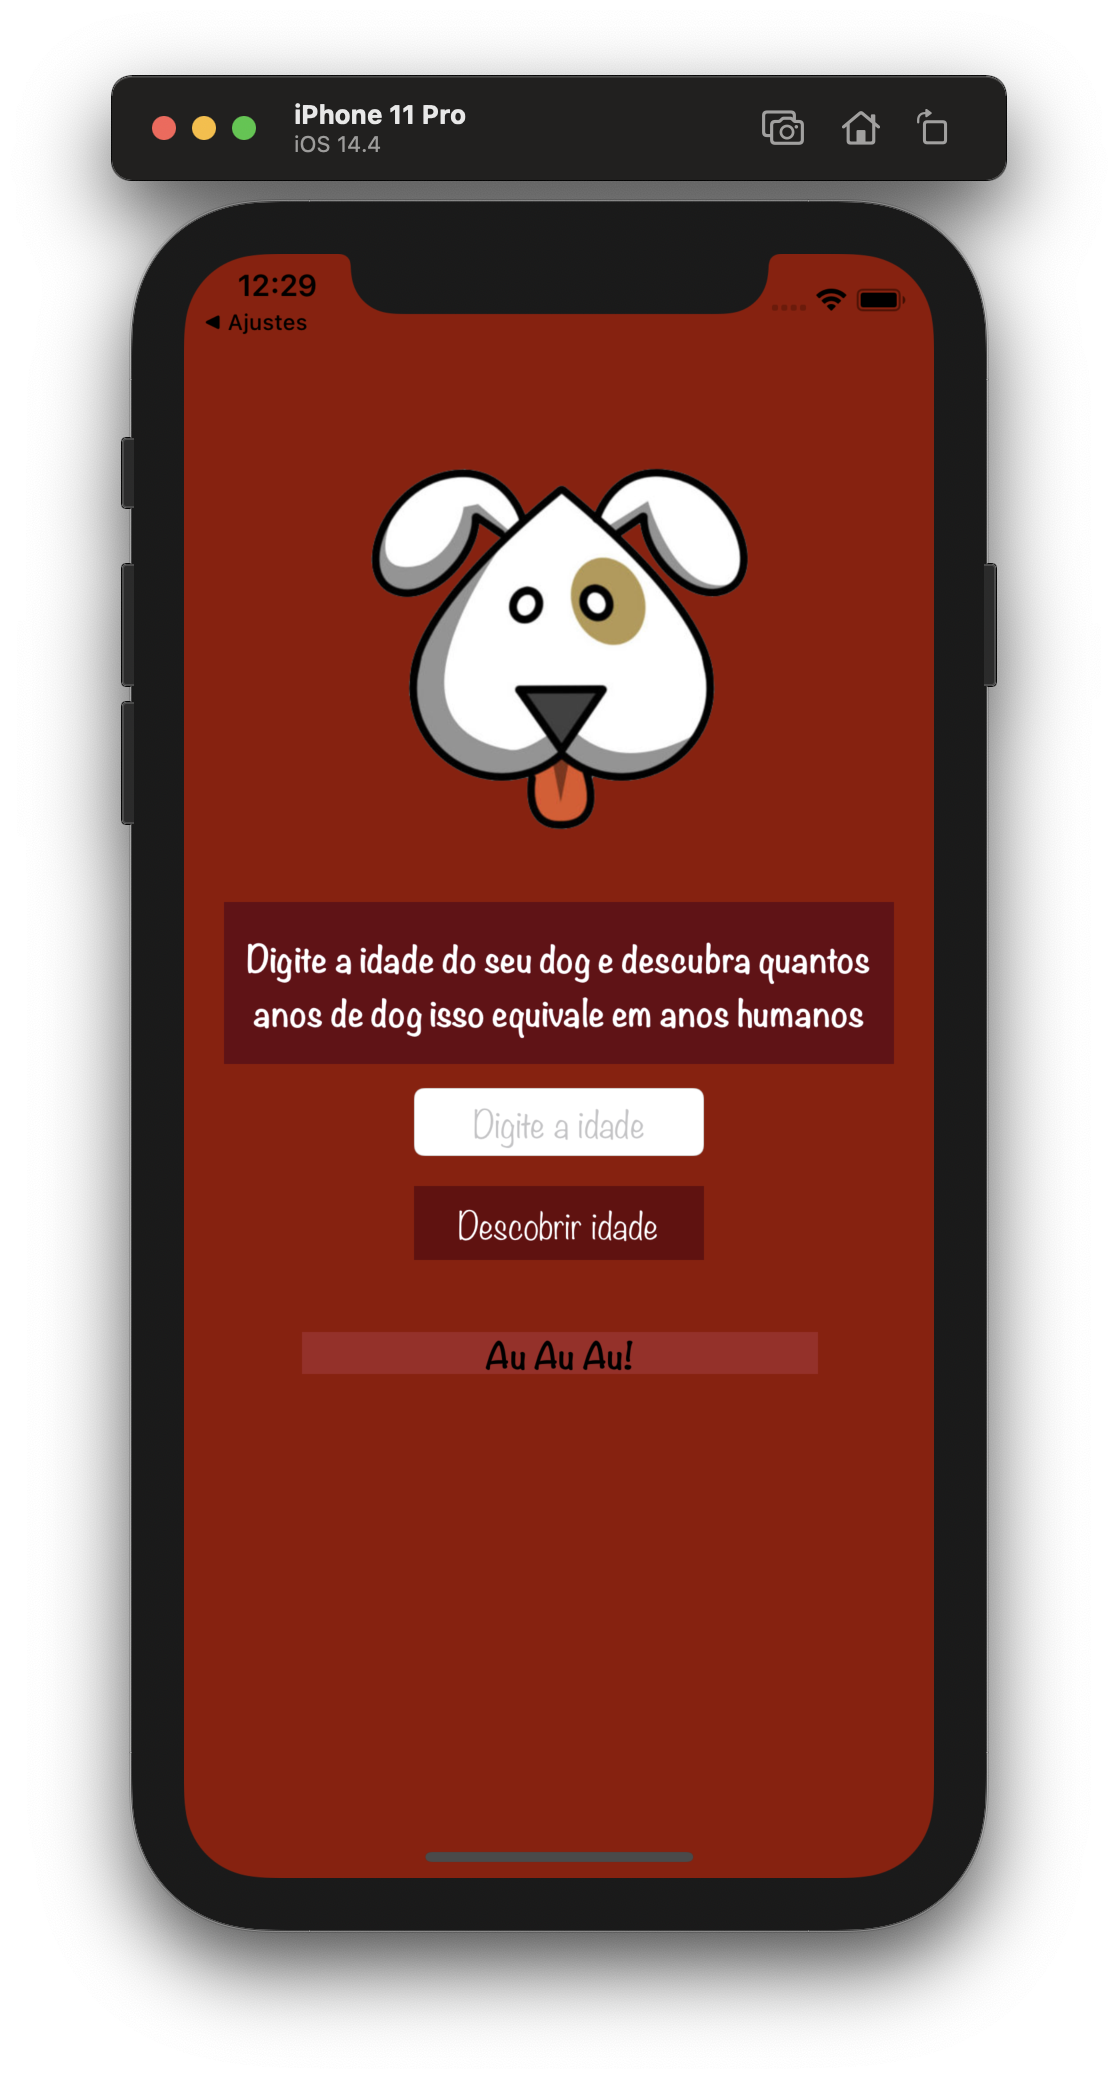 iPhone 11 Pro
iOS 14.4
12:29
Ajustes
Digite a idade do seu dog e descubra quantos
anos de dog isso equivale em anos humanos
Digite a idade
Descobrir idade
Au Au Au!